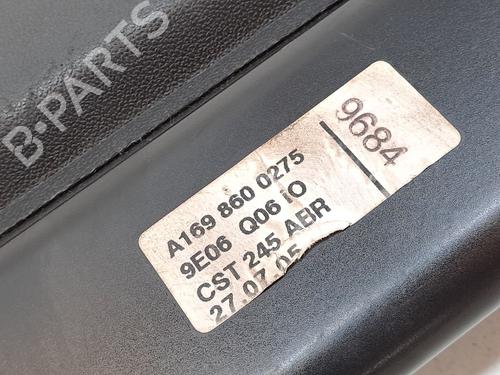 B-PARTS
A169 860 0275
9E06 Q06 iO
CST 245 ABR
27.07.05
9684